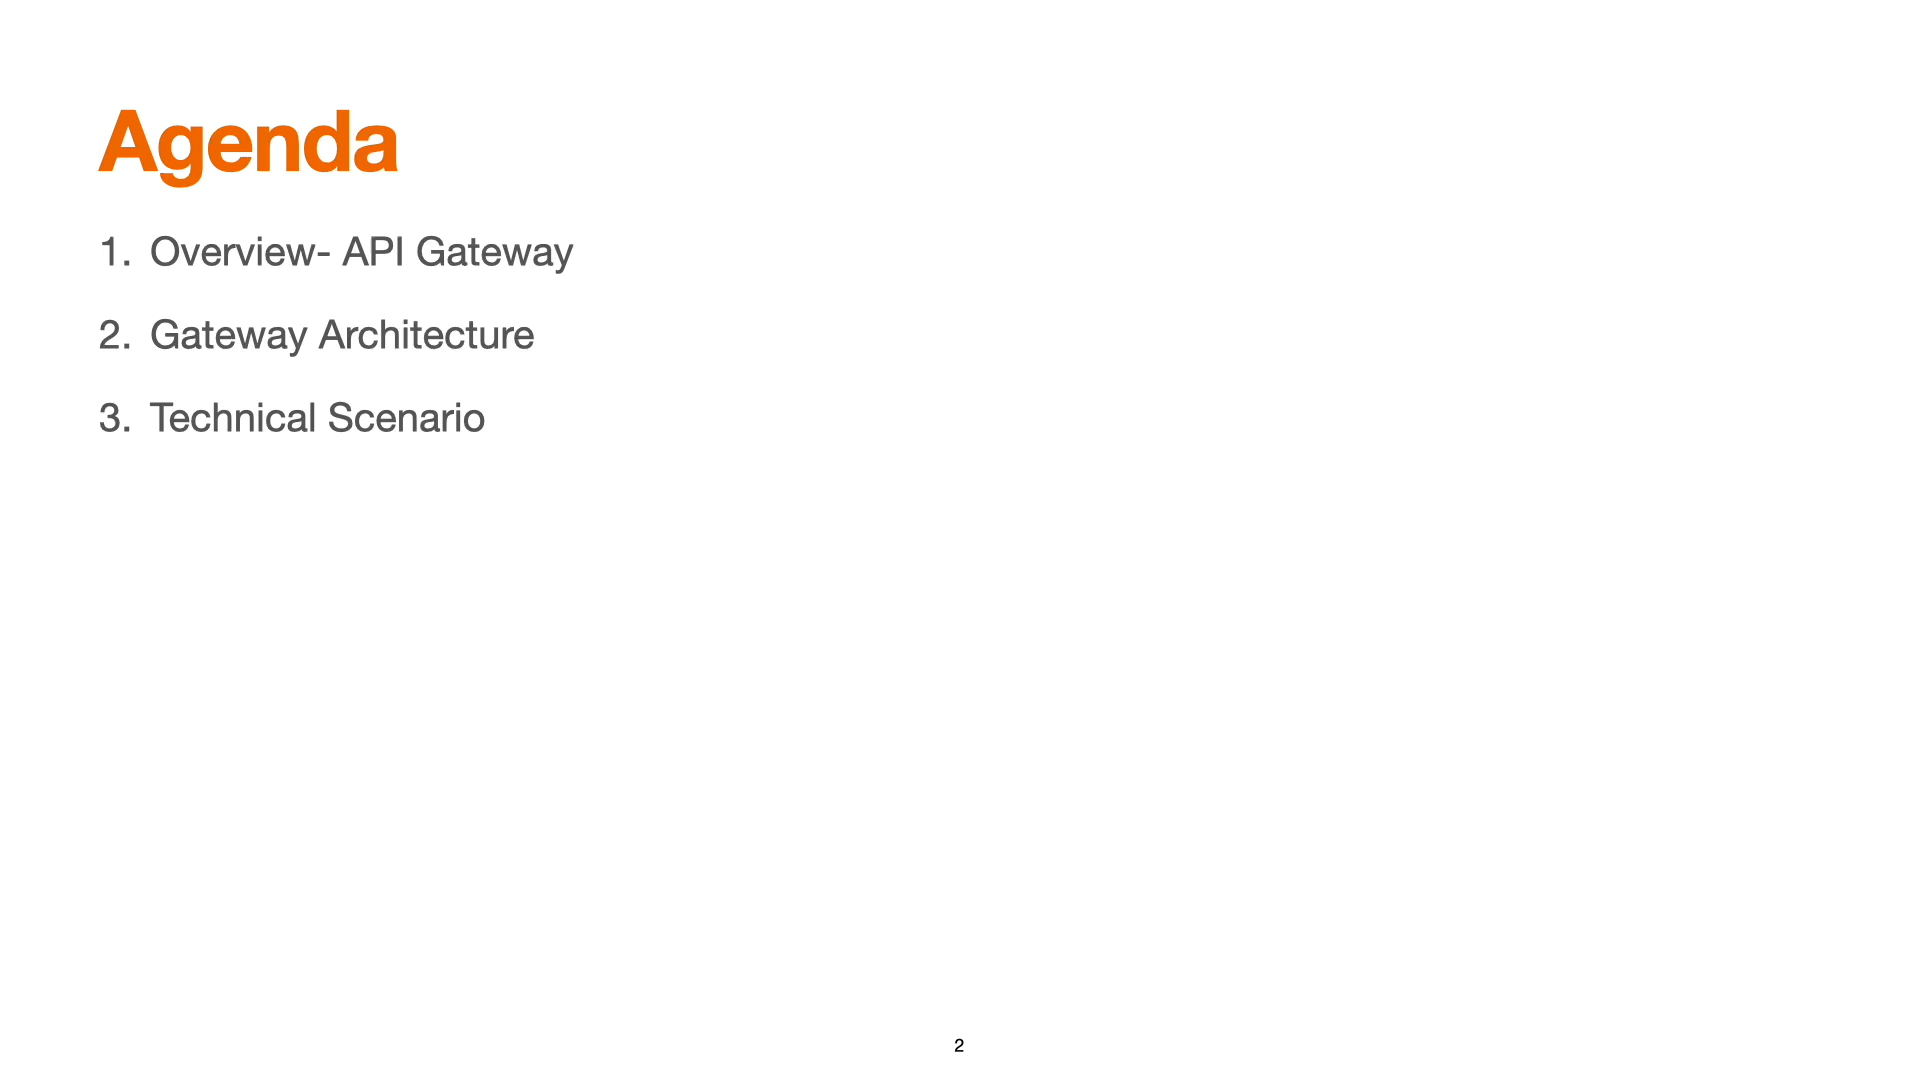 Agenda
1. Overview- API Gateway
2. Gateway Architecture
3. Technical Scenario
2